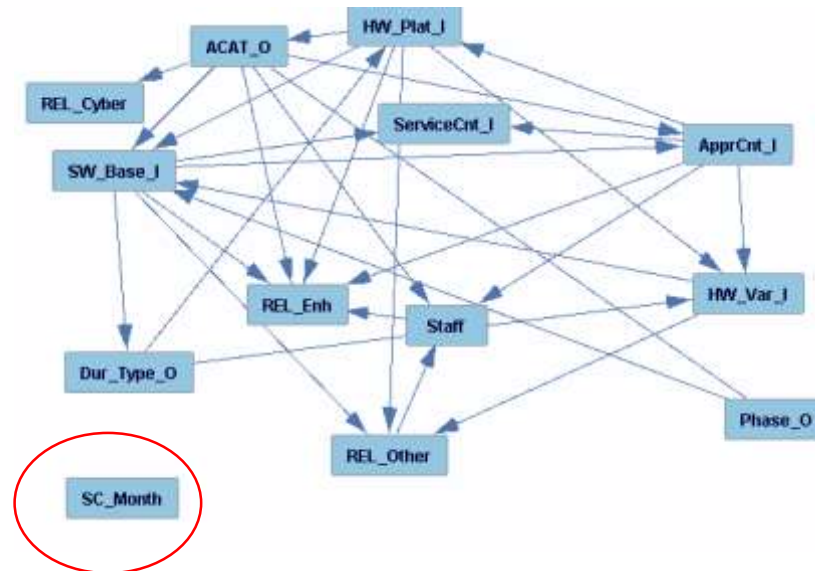 HW_Plat_I
ACAT_O
REL_Cyber
ServiceCnt_I
ApprCnt_I
SW_Base_I
REL_Enh
HW_Var_I
Staff
Dur_Type_O
Phase_O
REL_Other
SC_Month